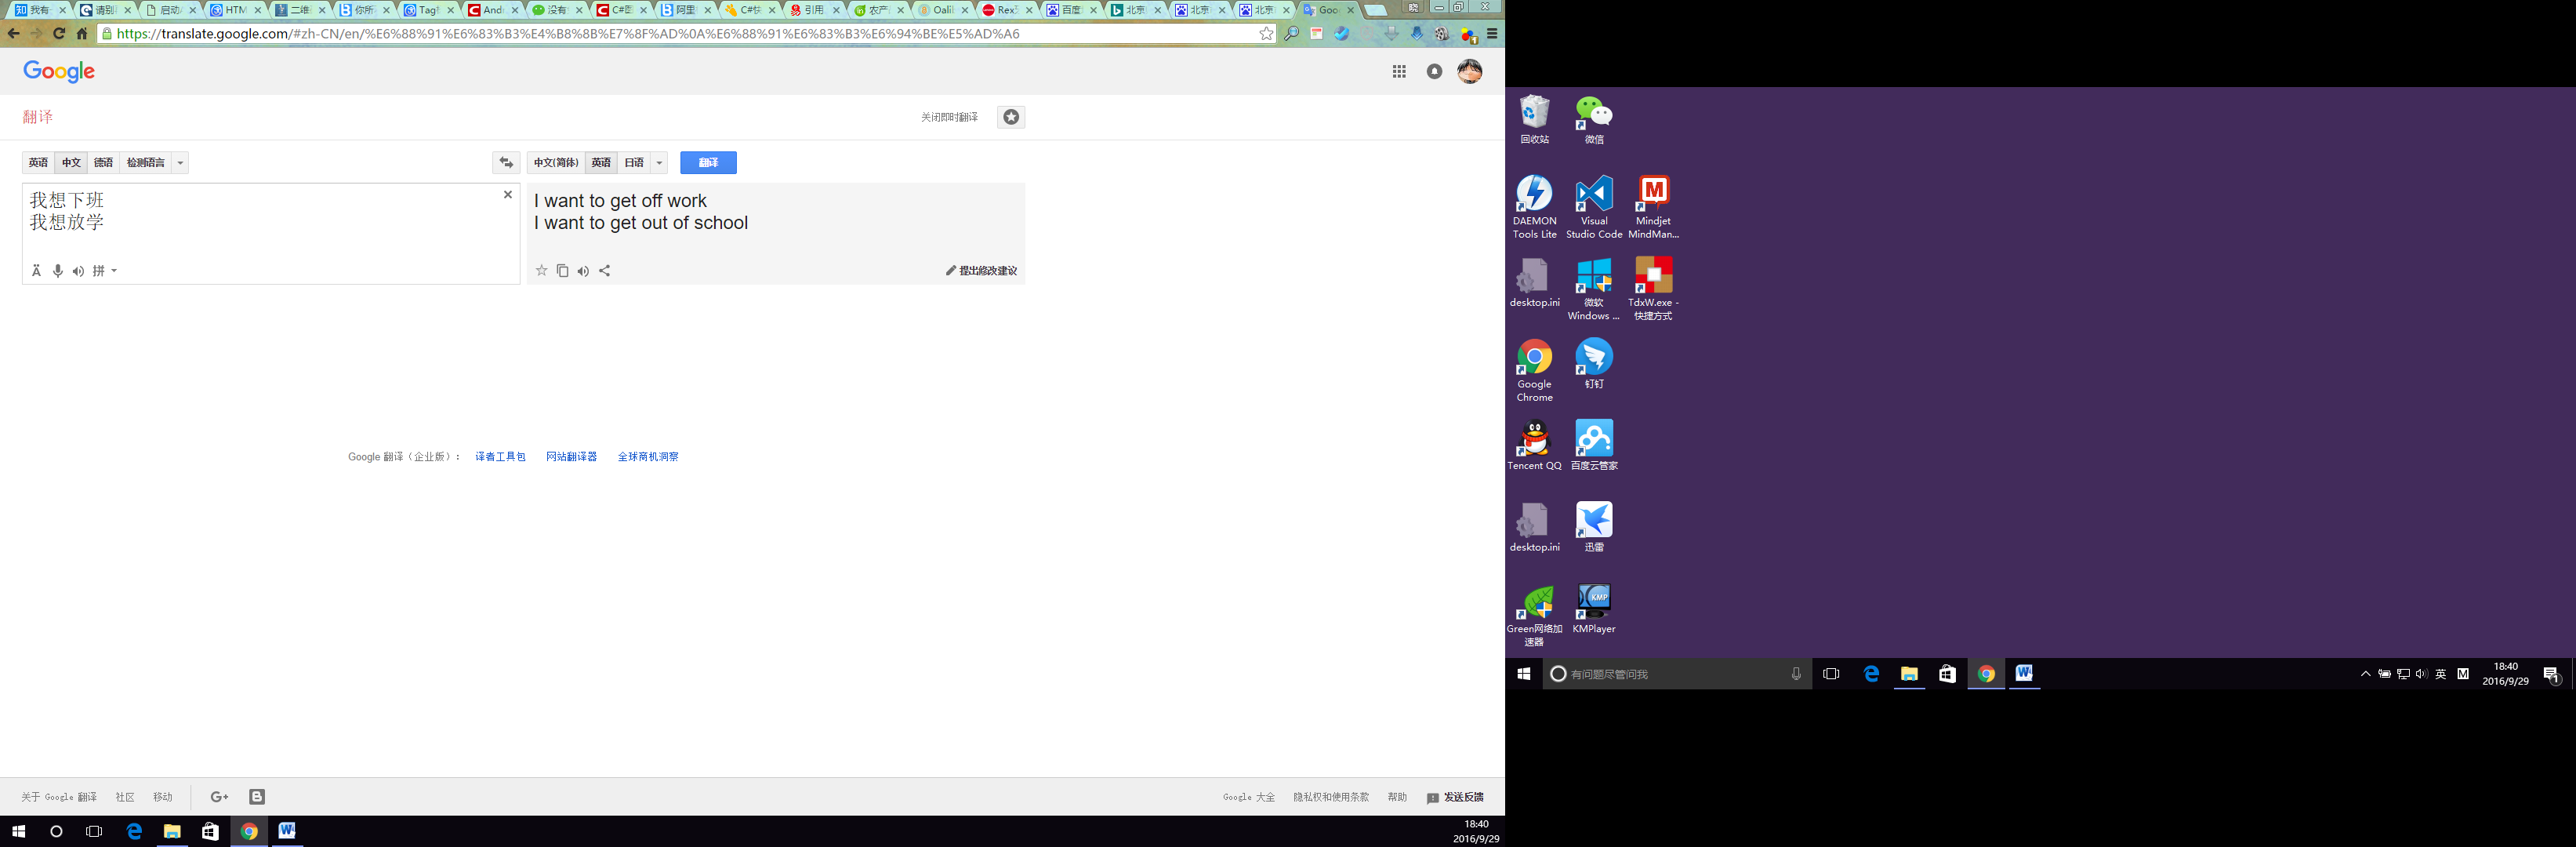 我有 请别 启动 HTM 二维 你所 Tag And 没有 C#图 阿里 C#快 引用 农产 Oali Rex 百度 北京 北京 北京 Goo
https://translate.google.com/#zh-CN/en/%E6%88%91%E6%83%B3%E4%B8%8B%E7%8F%AD%0A%E6%88%91%E6%83%B3%E6%94%BE%E5%AD%A6
Google
翻译
关闭即时翻译
英语 中文 德语 检测语言
中文(简体) 英语 日语 翻译
我想下班
我想放学
I want to get off work
I want to get out of school
Ä 拼
提出修改建议
Google 翻译（企业版）： 译者工具包 网站翻译器 全球商机洞察
关于 Google 翻译 社区 移动 G+
Google 大全 隐私权和使用条款 帮助 发送反馈
18:40
2016/9/29
回收站 微信
DAEMON Tools Lite
Visual Studio Code
Mindjet MindMan...
desktop.ini
微软 Windows ...
TdxW.exe - 快捷方式
Google Chrome
钉钉
Tencent QQ
百度云管家
desktop.ini
迅雷
Green网络加速器
KMPlayer
有问题尽管问我
英 M
18:40
2016/9/29
1